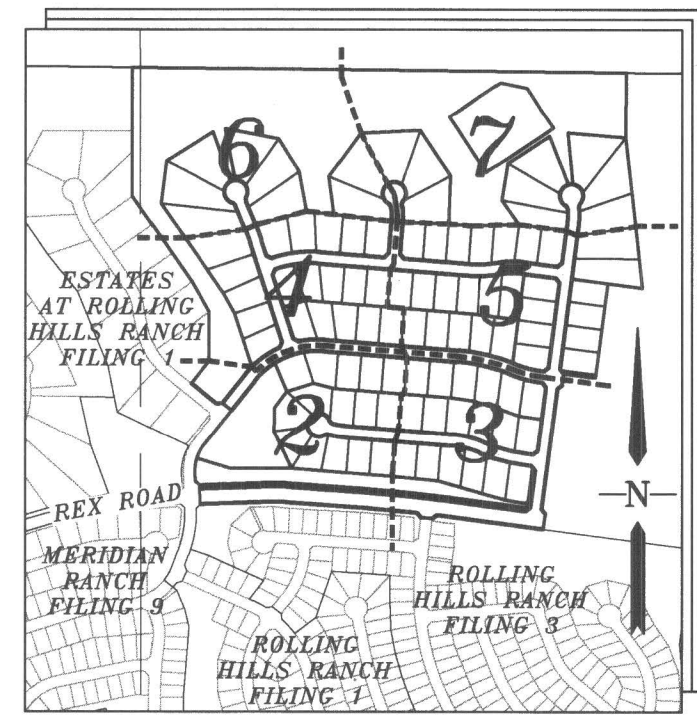 6
7
ESTATES
AT ROLLING
HILLS RANCH
FILING 1
4
5
2
3
N
REX ROAD
MERIDIAN
RANCH
FILING 9
ROLLING
HILLS RANCH
FILING 3
ROLLING
HILLS RANCH
FILING 1